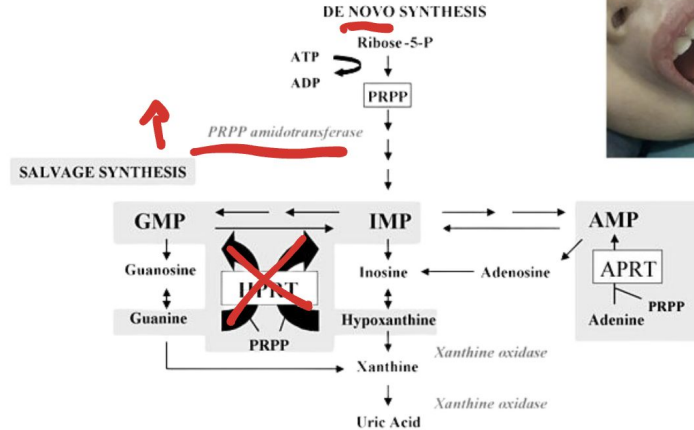 DE NOVO SYNTHESIS
Ribose-5-P
ATP
ADP
PRPP
PRPP amidotransferase
SALVAGE SYNTHESIS
GMP
IMP
AMP
Guanosine
HPRT
Inosine
Adenosine
APRT
PRPP
Guanine
PRPP
Hypoxanthine
Adenine
Xanthine
Xanthine oxidase
Xanthine oxidase
Uric Acid